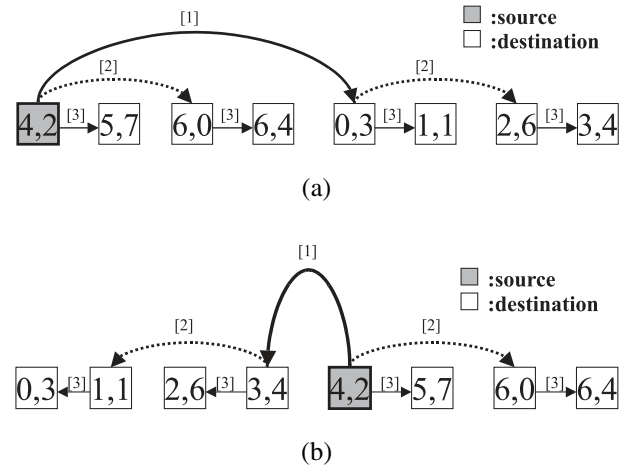 [1]
:source
:destination
[2] [2]
4,2 [3] 5,7 6,0 [3] 6,4 0,3 [3] 1,1 2,6 [3] 3,4
(a)
[1]
:source
:destination
[2] [2]
0,3 [3] 1,1 2,6 [3] 3,4 4,2 [3] 5,7 6,0 [3] 6,4
(b)